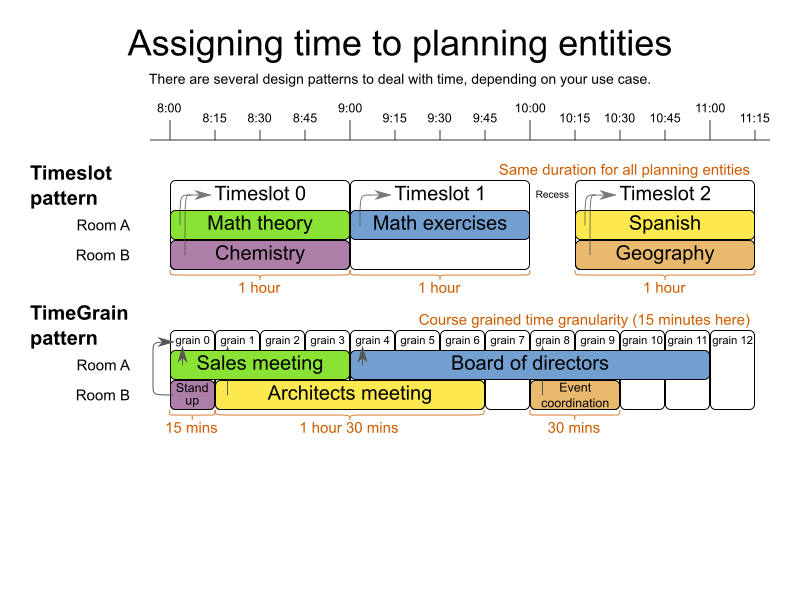 Assigning time to planning entities
There are several design patterns to deal with time, depending on your use case.
8:00 9:00 10:00 11:00
8:15 8:30 8:45 9:15 9:30 9:45 10:15 10:30 10:45 11:15
Timeslot
pattern
Same duration for all planning entities
Timeslot 0 Timeslot 1 Recess Timeslot 2
Room A Math theory Math exercises Spanish
Room B Chemistry Geography
1 hour 1 hour 1 hour
TimeGrain
pattern
Course grained time granularity (15 minutes here)
grain 0 grain 1 grain 2 grain 3 grain 4 grain 5 grain 6 grain 7 grain 8 grain 9 grain 10 grain 11 grain 12
Room A Sales meeting Board of directors
Room B Stand
up
Architects meeting
Event
coordination
15 mins 1 hour 30 mins 30 mins